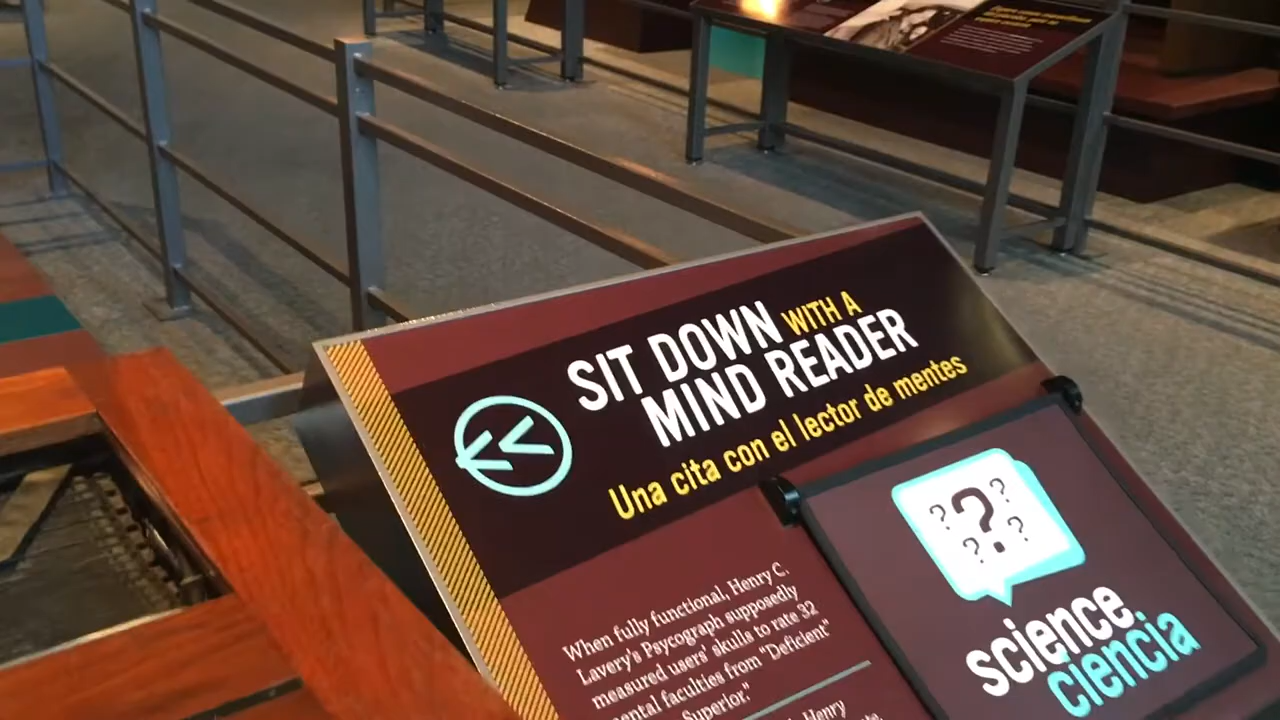 SIT DOWN WITH A
MIND READER
Una cita con el lector de mentes
When fully functional, Henry C.
Lavery's Psycograph supposedly
measured users' skulls to rate 32
mental faculties from "Deficient"
Superior."
Henry
????
science
ciencia